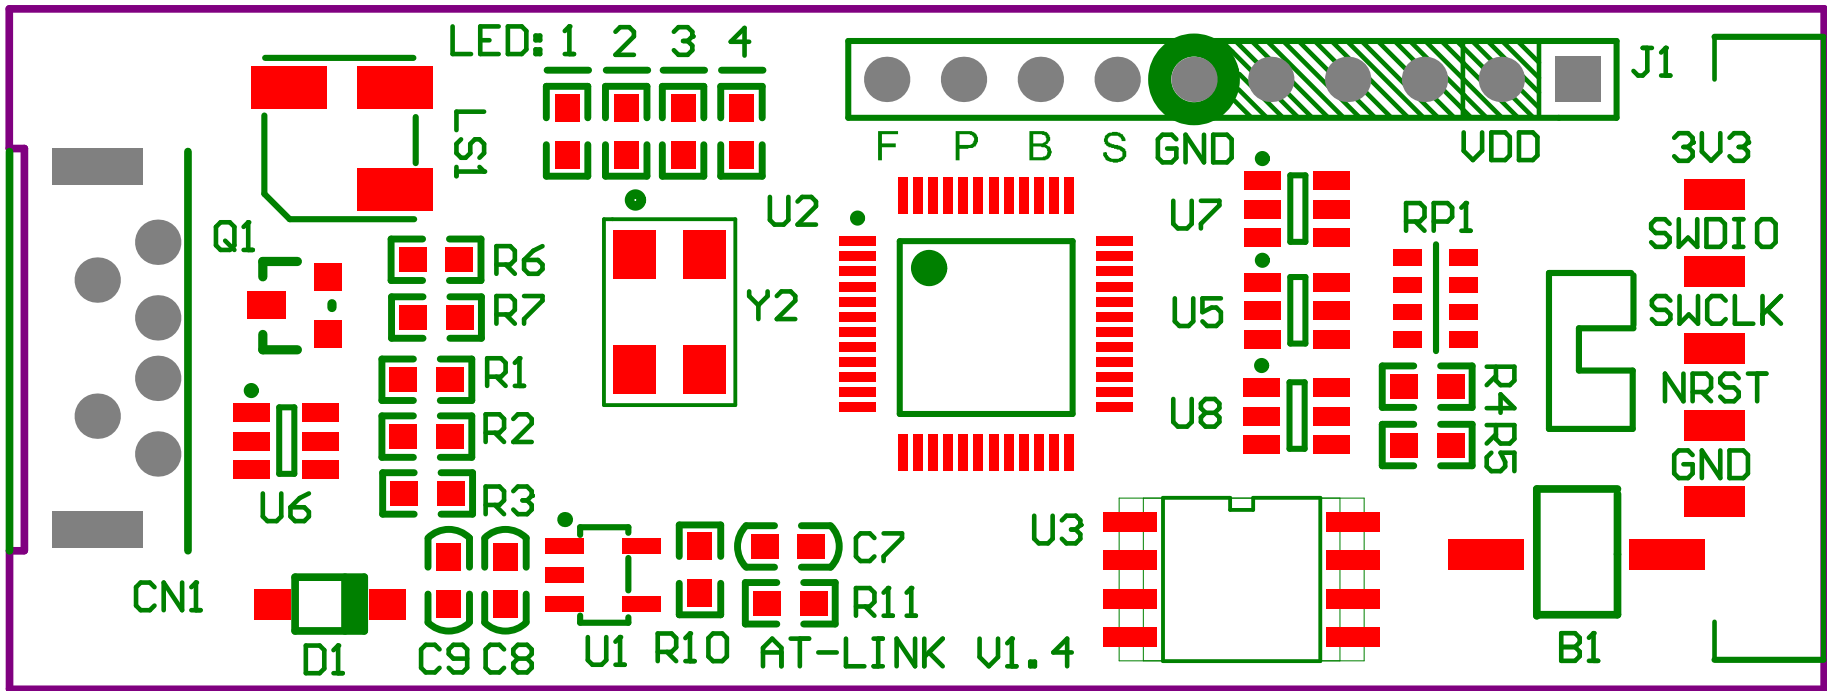 LED: 1 2 3 4
J1
LS1
F P B S GND VDD
3V3
U2
U7
RP1
Q1
SWDIO
R6
R7
Y2
U5
SWCLK
R1
R4
NRST
R2
U8
R5
GND
U6
R3
U3
C7
CN1
R11
D1
C9
C8
U1
R10
AT-LINK V1.4
B1